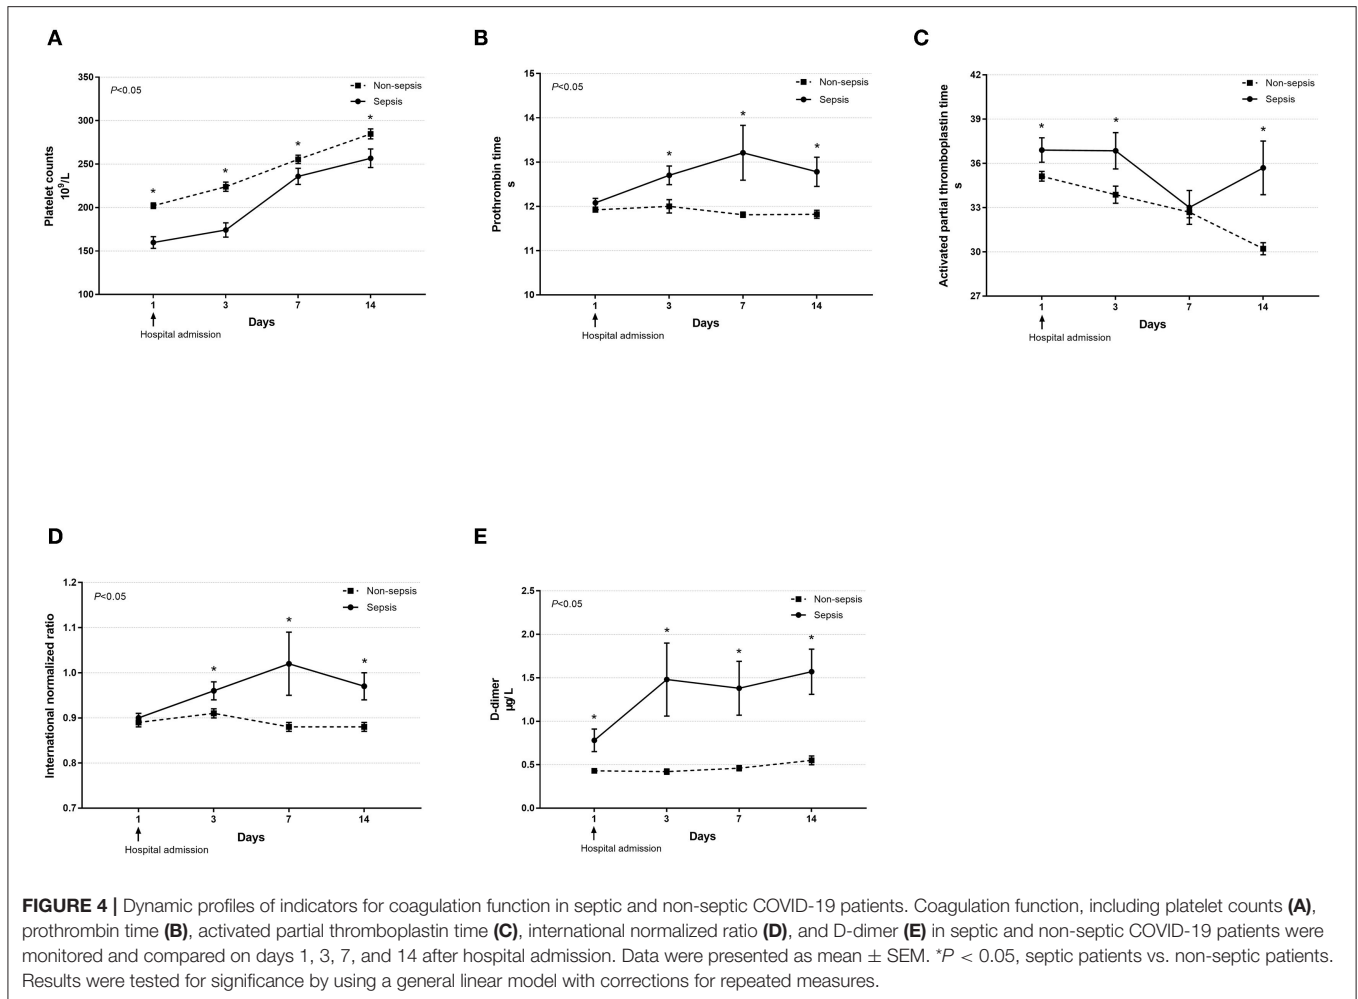 A
Platelet counts
10⁹/L
350
300
250
200
150
100
P<0.05
Non-sepsis
Sepsis
*
*
*
*
1 3 7 14
Days
Hospital admission
B
Prothrombin time
s
15
14
13
12
11
10
P<0.05
Non-sepsis
Sepsis
*
*
*
1 3 7 14
Days
Hospital admission
C
Activated partial thromboplastin time
s
42
39
36
33
30
27
Non-sepsis
Sepsis
*
*
*
1 3 7 14
Days
Hospital admission
D
International normalized ratio
1.2
1.1
1.0
0.9
0.8
0.7
P<0.05
Non-sepsis
Sepsis
*
*
*
1 3 7 14
Days
Hospital admission
E
D-dimer
µg/ L
2.5
2.0
1.5
1.0
0.5
0.0
P<0.05
Non-sepsis
Sepsis
*
*
*
*
1 3 7 14
Days
Hospital admission
FIGURE 4 | Dynamic profiles of indicators for coagulation function in septic and non-septic COVID-19 patients. Coagulation function, including platelet counts (A),
prothrombin time (B), activated partial thromboplastin time (C), international normalized ratio (D), and D-dimer (E) in septic and non-septic COVID-19 patients were
monitored and compared on days 1, 3, 7, and 14 after hospital admission. Data were presented as mean ± SEM. *P < 0.05, septic patients vs. non-septic patients.
Results were tested for significance by using a general linear model with corrections for repeated measures.